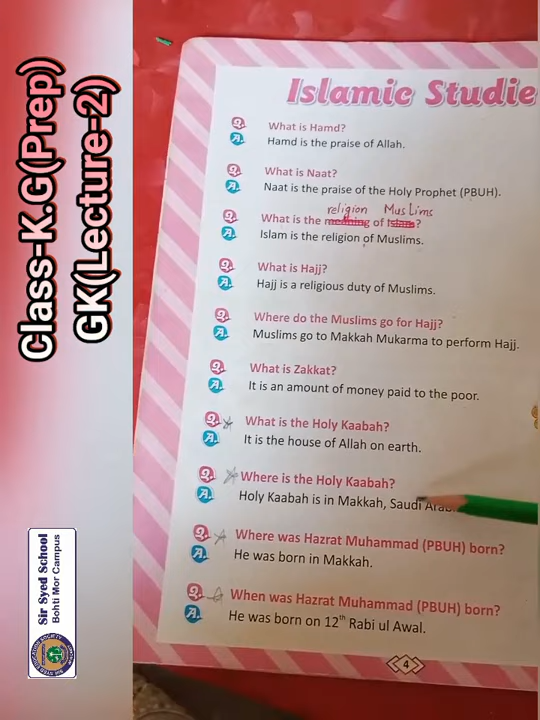 Class-K.G(Prep)
GK(Lecture-2)
Sir Syed School
Bohti Mor Campus
Islamic Studie
Q. What is Hamd?
A. Hamd is the praise of Allah.
Q. What is Naat?
A. Naat is the praise of the Holy Prophet (PBUH).
religion Muslims
Q. What is the meaning of Islam?
A. Islam is the religion of Muslims.
Q. What is Hajj?
A. Hajj is a religious duty of Muslims.
Q. Where do the Muslims go for Hajj?
A. Muslims go to Makkah Mukarma to perform Hajj.
Q. What is Zakkat?
A. It is an amount of money paid to the poor.
Q. What is the Holy Kaabah?
A. It is the house of Allah on earth.
Q. Where is the Holy Kaabah?
A. Holy Kaabah is in Makkah, Saudi
Q. Where was Hazrat Muhammad (PBUH) born?
A. He was born in Makkah.
Q. When was Hazrat Muhammad (PBUH) born?
A. He was born on 12th Rabi ul Awal.
4